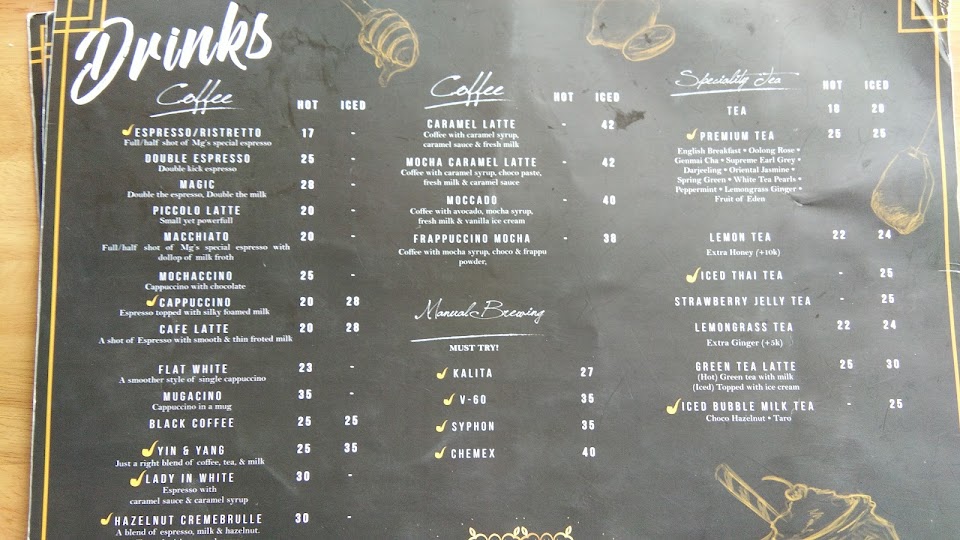 Drinks
Coffee HOT ICED
ESPRESSO/RISTRETTO 17 -
Full/half shot of Mg's special espresso
DOUBLE ESPRESSO 25 -
Double kick espresso
MAGIC 28 -
Double the espresso, Double the milk
PICCOLO LATTE 20 -
Small yet powerfull
MACCHIATO 20 -
Full/half shot of Mg's special espresso with
dollop of milk froth
MOCHACCINO 25 -
Cappuccino with chocolate
CAPPUCCINO 20 28
Espresso topped with silky foamed milk
CAFE LATTE 20 28
A shot of Espresso with smooth & thin froted milk
FLAT WHITE 23 -
A smoother style of single cappuccino
MUGACINO 35 -
Cappuccino in a mug
BLACK COFFEE 25 25
YIN & YANG 25 35
Just a right blend of coffee, tea, & milk
LADY IN WHITE 30 -
Espresso with
caramel sauce & caramel syrup
HAZELNUT CREMEBRULLE 30 -
A blend of espresso, milk & hazelnut.
Coffee HOT ICED
CARAMEL LATTE - 42
Coffee with caramel syrup,
caramel sauce & fresh milk
MOCHA CARAMEL LATTE - 42
Coffee with caramel syrup, choco paste,
fresh milk & caramel sauce
MOCCADO - 40
Coffee with avocado, mocha syrup,
fresh milk & vanilla ice cream
FRAPPUCCINO MOCHA - 38
Coffee with mocha syrup, choco & frappu
powder,
Manual Brewing
MUST TRY!
KALITA 27
V-60 35
SYPHON 35
CHEMEX 40
Speciality Tea HOT ICED
TEA 18 20
PREMIUM TEA 25 25
English Breakfast • Oolong Rose •
Genmai Cha • Supreme Earl Grey •
Darjeeling • Oriental Jasmine •
Spring Green • White Tea Pearls •
Peppermint • Lemongrass Ginger •
Fruit of Eden
LEMON TEA 22 24
Extra Honey (+10k)
ICED THAI TEA - 25
STRAWBERRY JELLY TEA - 25
LEMONGRASS TEA 22 24
Extra Ginger (+5k)
GREEN TEA LATTE 25 30
(Hot) Green tea with milk
(Iced) Topped with ice cream
ICED BUBBLE MILK TEA - 25
Choco Hazelnut • Taro